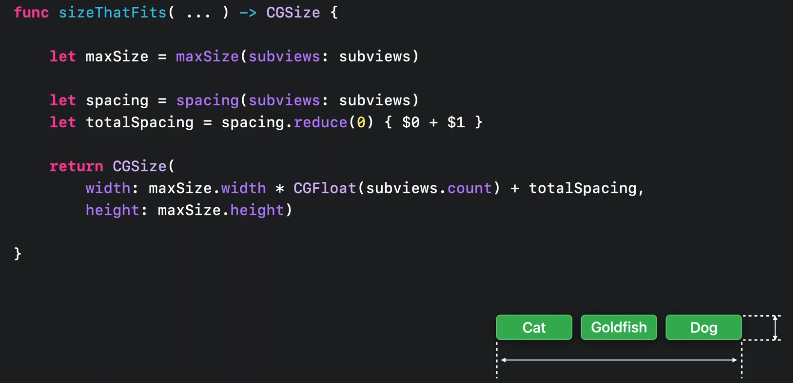 func sizeThatFits( ... ) -> CGSize {
let maxSize = maxSize(subviews: subviews)
let spacing = spacing(subviews: subviews)
let totalSpacing = spacing.reduce(0) { $0 + $1 }
return CGSize(
width: maxSize.width * CGFloat(subviews.count) + totalSpacing,
height: maxSize.height)
}
Cat Goldfish Dog